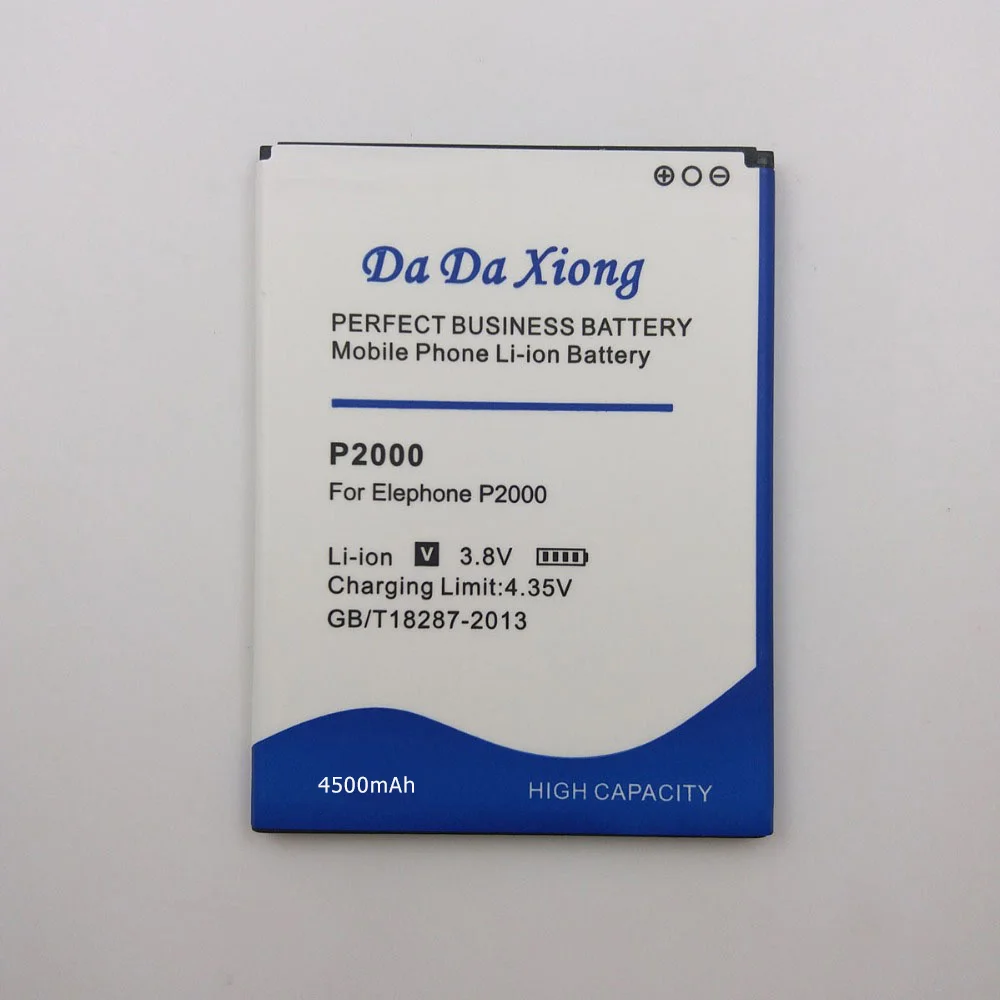 ⊕○⊖
Da Da Xiong
PERFECT BUSINESS BATTERY
Mobile Phone Li-ion Battery
P2000
For Elephone P2000
Li-ion V 3.8V
Charging Limit:4.35V
GB/T18287-2013
4500mAh
HIGH CAPACITY